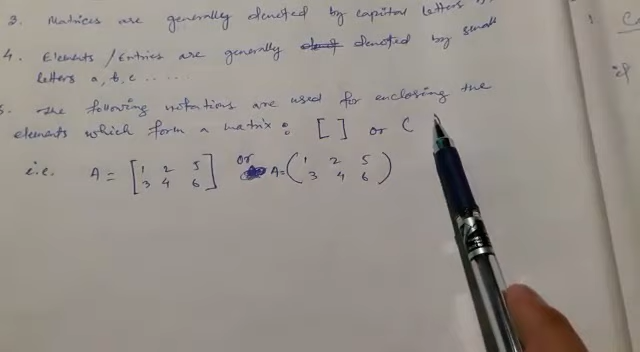 3. Matrices are generally denoted by capital letters
4. Elements / Entries are generally denoted by small
letters a, b, c .....
The following notations are used for enclosing the
elements which form a matrix : [ ] or (
i.e. A = [ 1 2 5 or A = ( 1 2 5
3 4 6 ] 3 4 6 )
1.
if